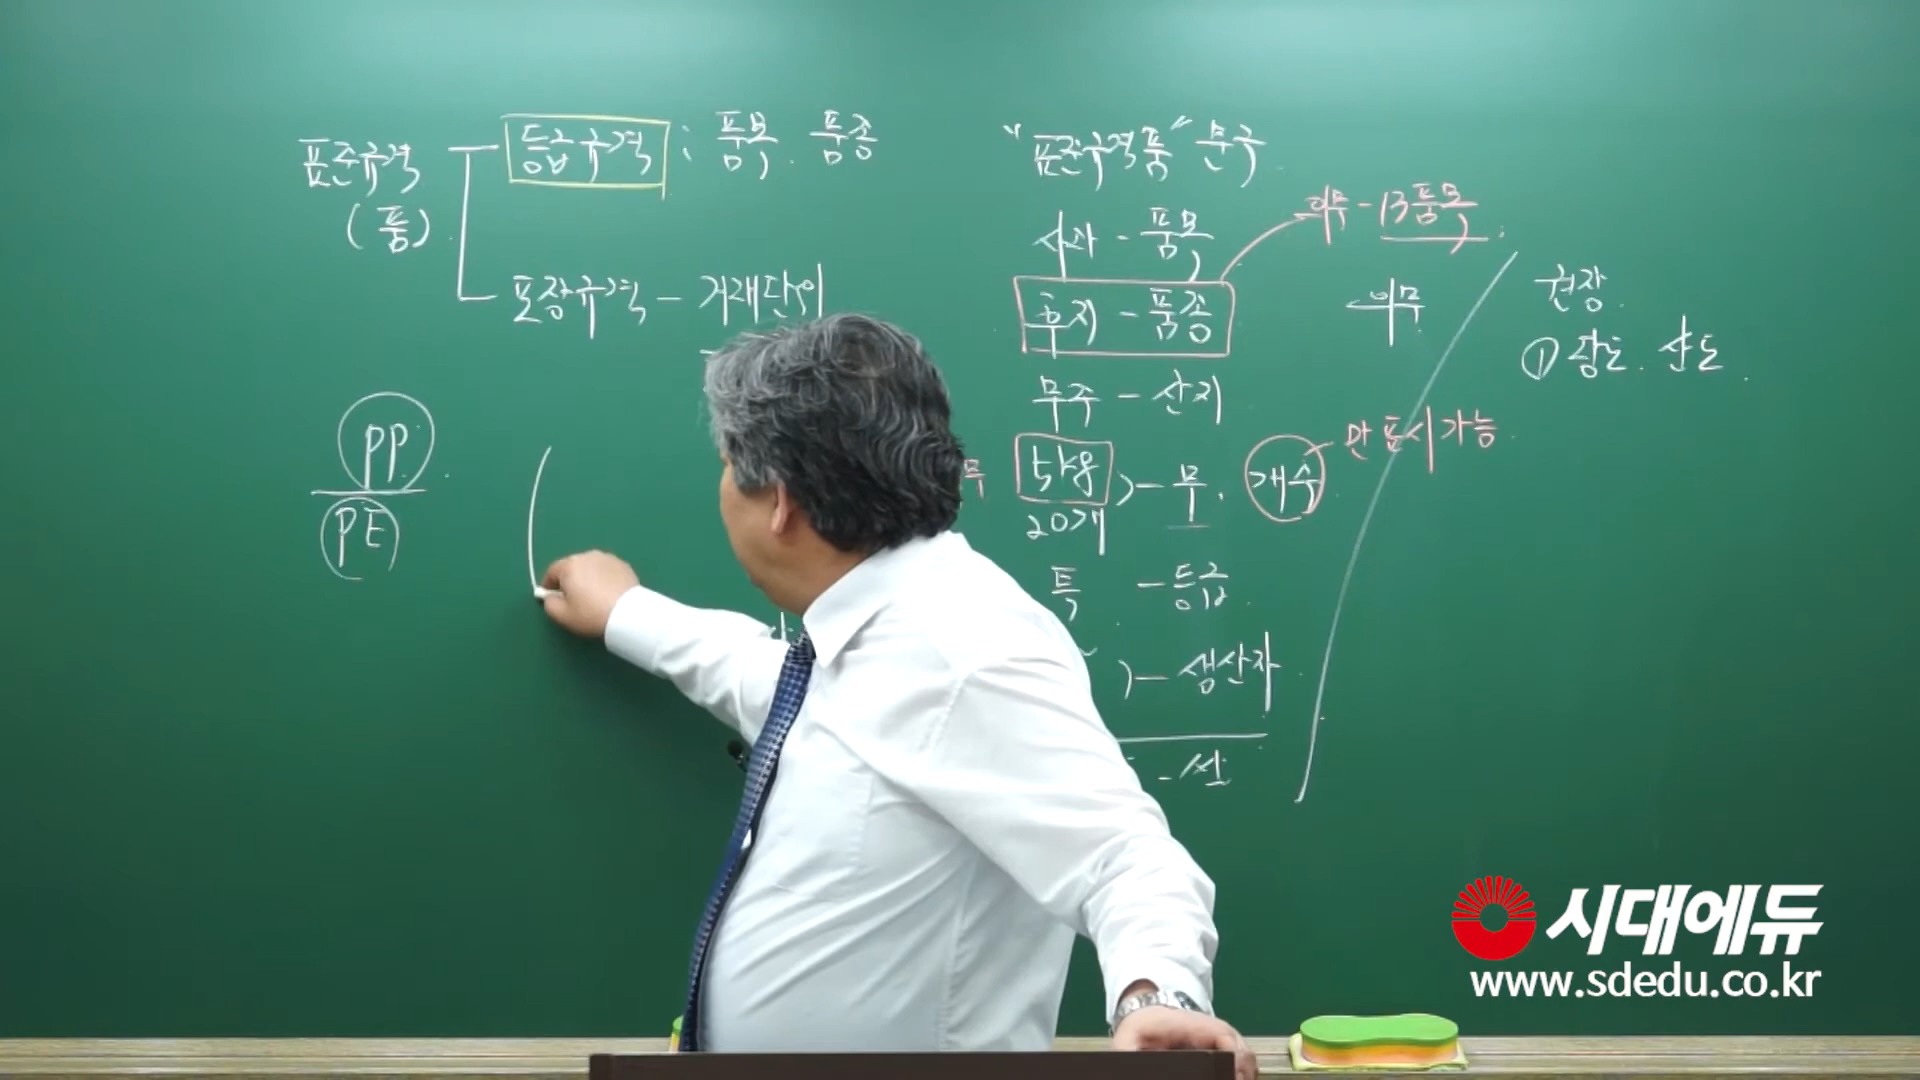 표준규격
(품)
등급규격 : 품목. 품종
포장규격 - 거래단위
PP
PE
"표준규격품" 문구
사과 - 품목
후지 - 품종
무주 - 산지
5kg
20개
무. 개수
특 - 등급
생산자
의무 - 13품목
의무
만 표시가능
권장
① 당도. 산도
시대에듀
www.sdedu.co.kr